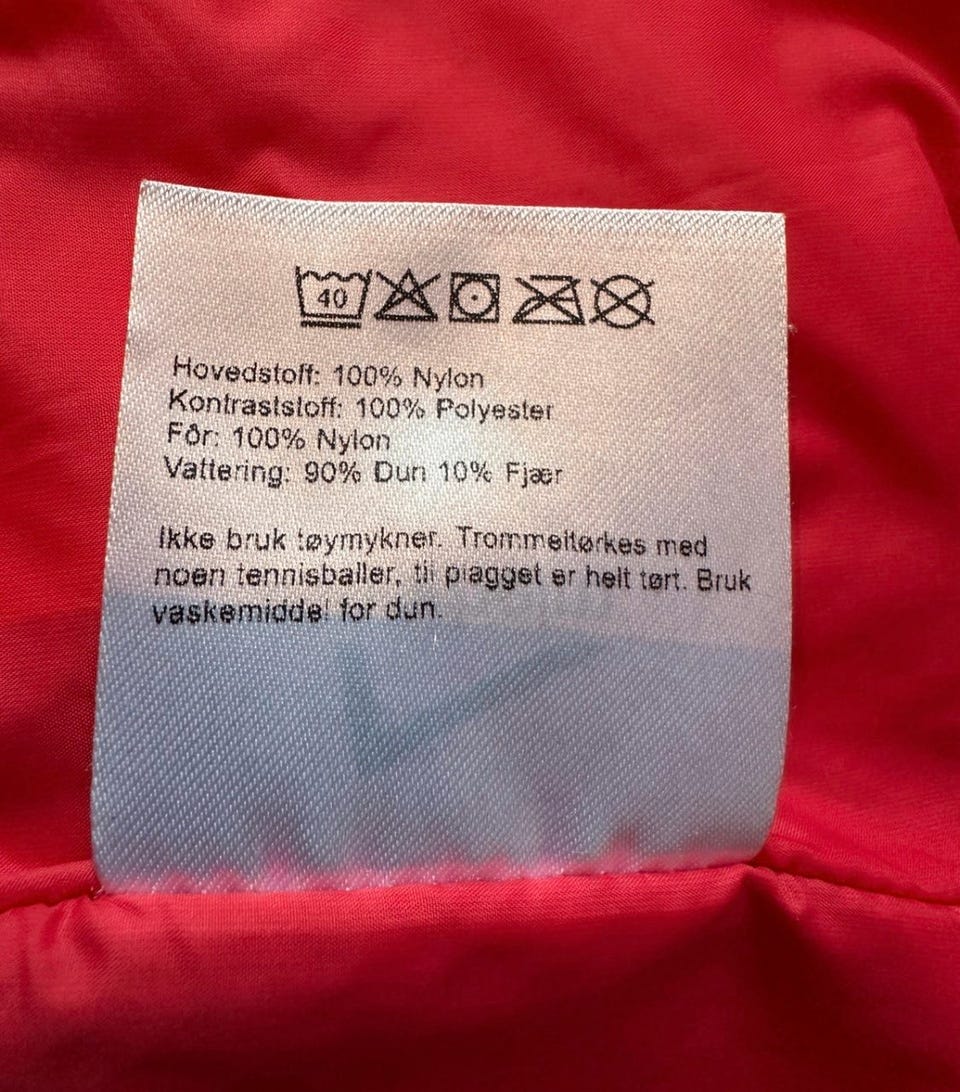 40
Hovedstoff: 100% Nylon
Kontraststoff: 100% Polyester
Fôr: 100% Nylon
Vattering: 90% Dun 10% Fjær
Ikke bruk tøymykner. Trommeltørkes med
noen tennisballer, til plagget er helt tørt. Bruk
vaskemiddel for dun.